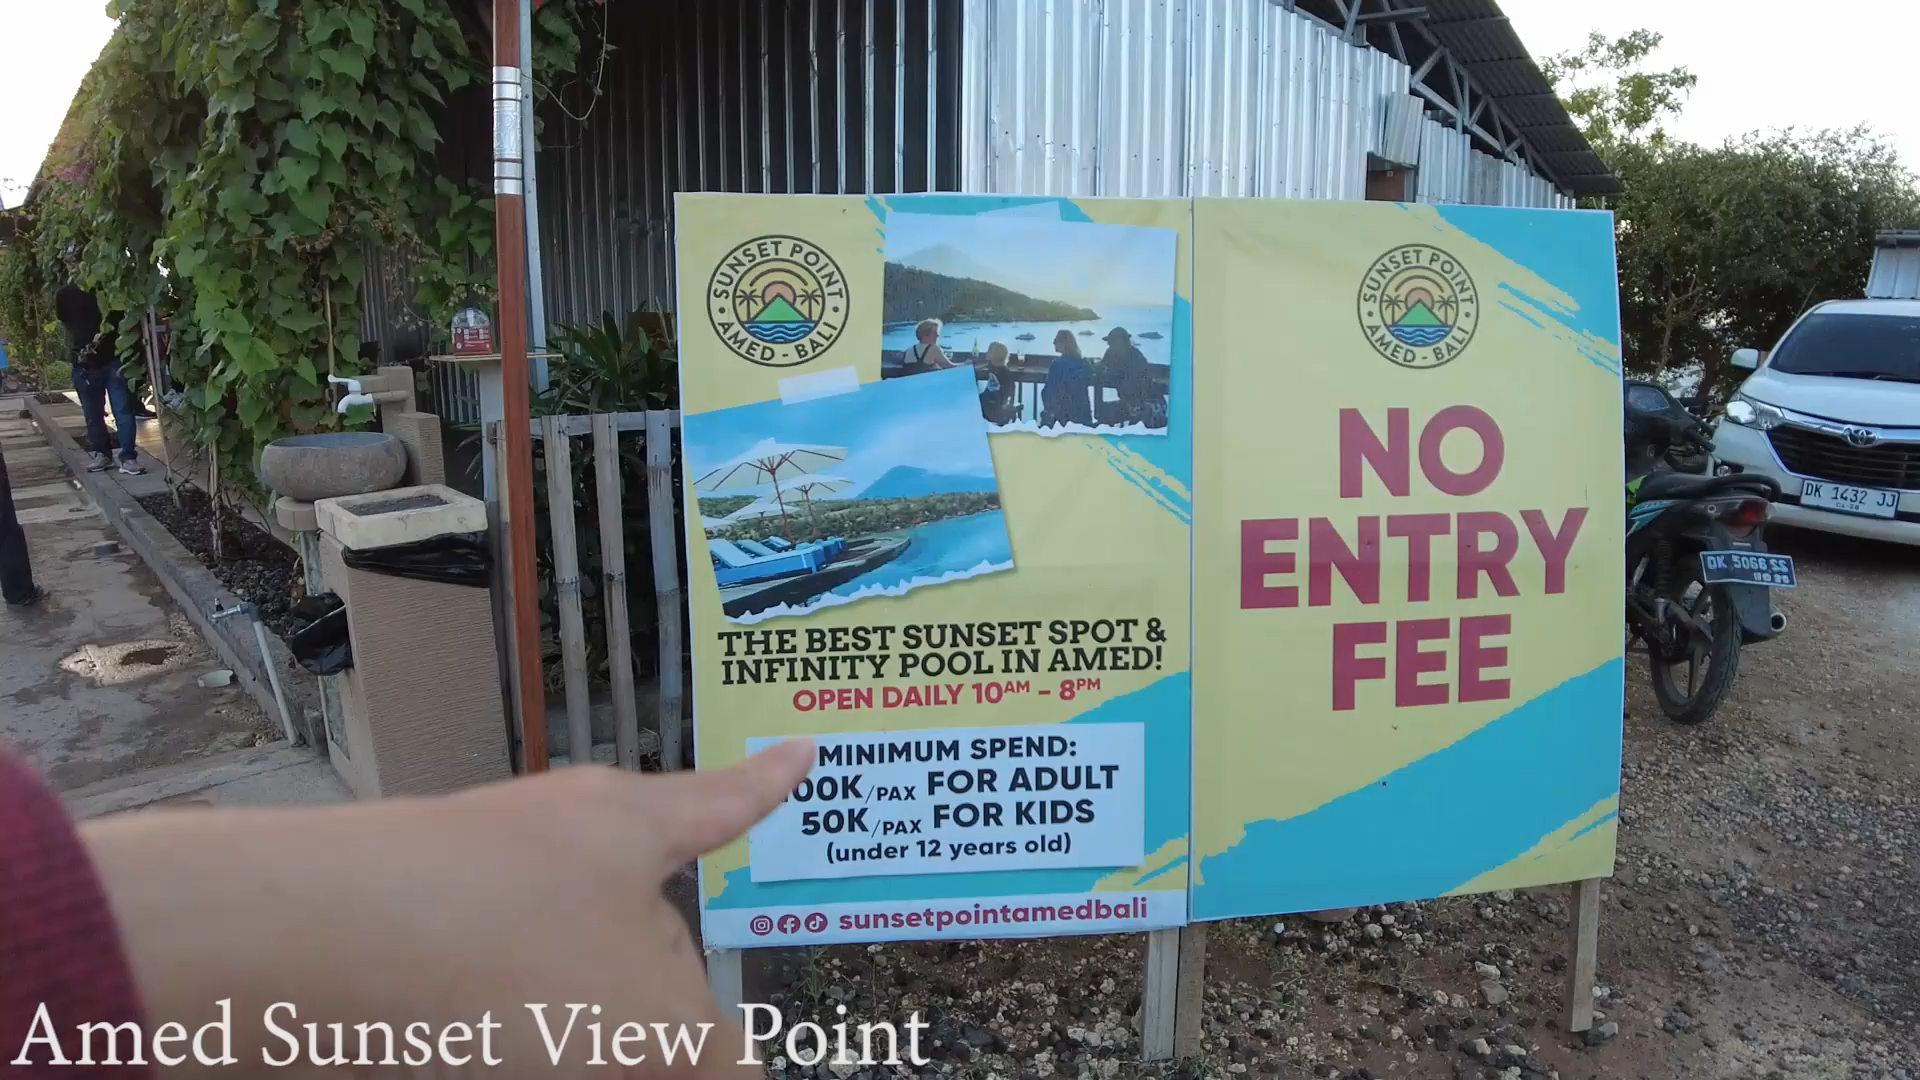 SUNSET POINT
AMED - BALI
THE BEST SUNSET SPOT &
INFINITY POOL IN AMED!
OPEN DAILY 10AM - 8PM
MINIMUM SPEND:
/PAX FOR ADULT
50K/PAX FOR KIDS
(under 12 years old)
sunsetpointamedbali
SUNSET POINT
AMED - BALI
NO
ENTRY
FEE
DK 1432 JJ
DK 5066 SS
Amed Sunset View Point